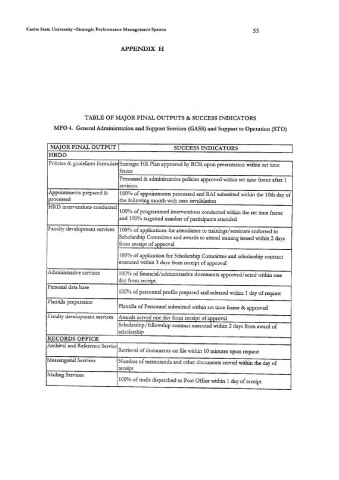 Cavite State University -Strategic Performance Management System 55
APPENDIX H
TABLE OF MAJOR FINAL OUTPUTS & SUCCESS INDICATORS
MFO 4. General Administration and Support Services (GASS) and Support to Operation (STO)
MAJOR FINAL OUTPUT SUCCESS INDICATORS
HRDO
Policies & guidelines formulate Strategic HR Plan approved by BOR upon presentation within set time
frame
Personnel & administrative policies approved within set time frame after 1
revision
Appointments prepared & 100% of appointments processed and RAI submitted within the 10th day of
processed the following month with zero invalidation
HRD interventions conducted
100% of programmed interventions conducted within the set time frame
and 100% targeted number of participants attended
Faculty development services 100% of applications for attendance to trainings/seminars endorsed to
Scholarship Committee and awards to attend training issued within 2 days
from receipt of approval
100% of application for Scholarship Committee and scholarship contract
executed within 3 days from receipt of approval
Administrative services 100% of financial/administrative documents approved/acted within one
day from receipt
Personal data base
100% of personnel profile prepared and released within 1 day of request
Plantilla preparation
Plantilla of Personnel submitted within set time frame & approved
Faculty development services Awards served one day from receipt of approval
Scholarship/fellowship contract executed within 2 days from award of
scholarship
RECORDS OFFICE
Archival and Reference Service
Retrieval of documents on file within 10 minutes upon request
Messengerial Services Number of memoranda and other documents served within the day of
receipt
Mailing Services
100% of mails dispatched to Post Office within 1 day of receipt